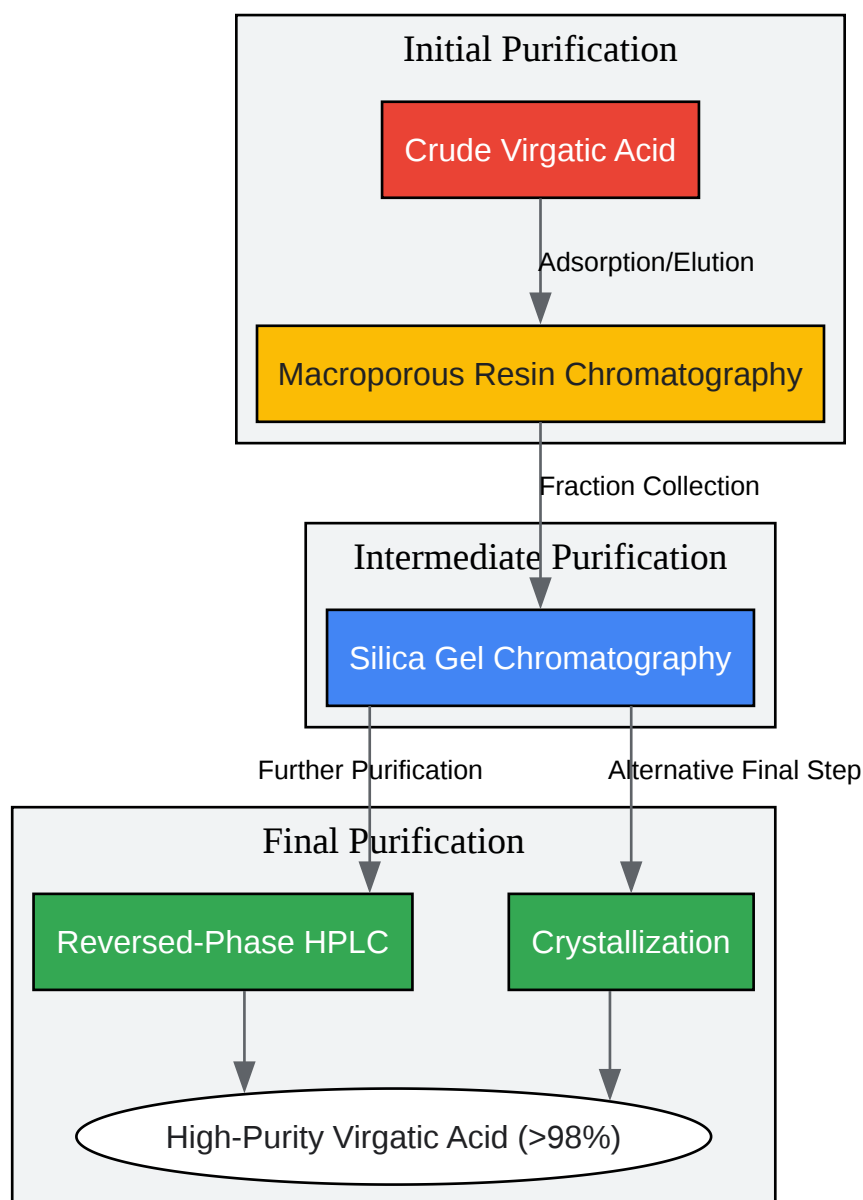 Initial Purification
Crude Virgatic Acid
Adsorption/Elution
Macroporous Resin Chromatography
Fraction Collection
Intermediate Purification
Silica Gel Chromatography
Further Purification
Alternative Final Step
Final Purification
Reversed-Phase HPLC
Crystallization
High-Purity Virgatic Acid (>98%)